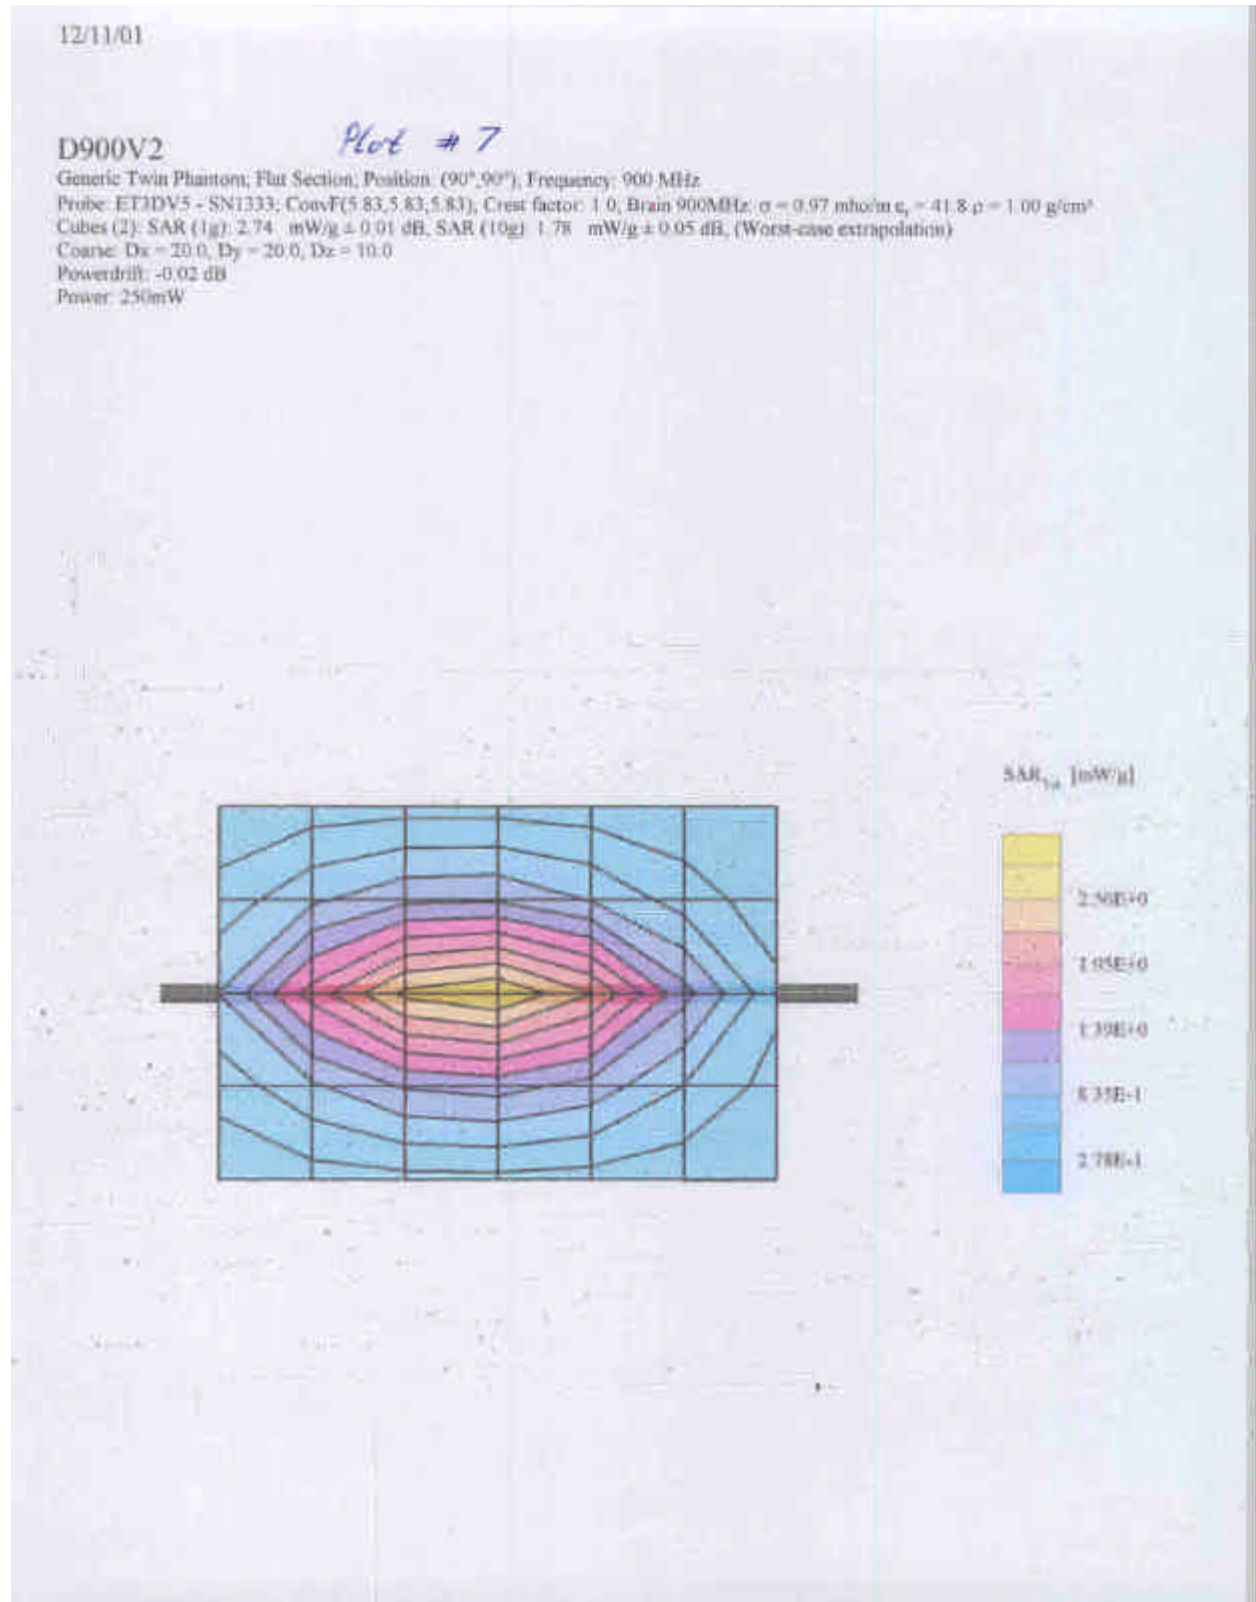 12/11/01
Plot # 7
D900V2
Generic Twin Phantom; Flat Section; Position: (90°,90°); Frequency: 900 MHz
Probe: ET3DV5 - SN1333; ConvF(5.83,5.83,5.83); Crest factor: 1.0; Brain 900MHz: σ = 0.97 mho/m εr = 41.8 ρ = 1.00 g/cm³
Cubes (2): SAR (1g): 2.74 mW/g ± 0.01 dB, SAR (10g): 1.78 mW/g ± 0.05 dB, (Worst-case extrapolation)
Coarse: Dx = 20.0, Dy = 20.0, Dz = 10.0
Powerdrift: -0.02 dB
Power: 250mW
SAR [mW/g]
1.95E+0
1.39E+0
8.35E-1
2.78E-1